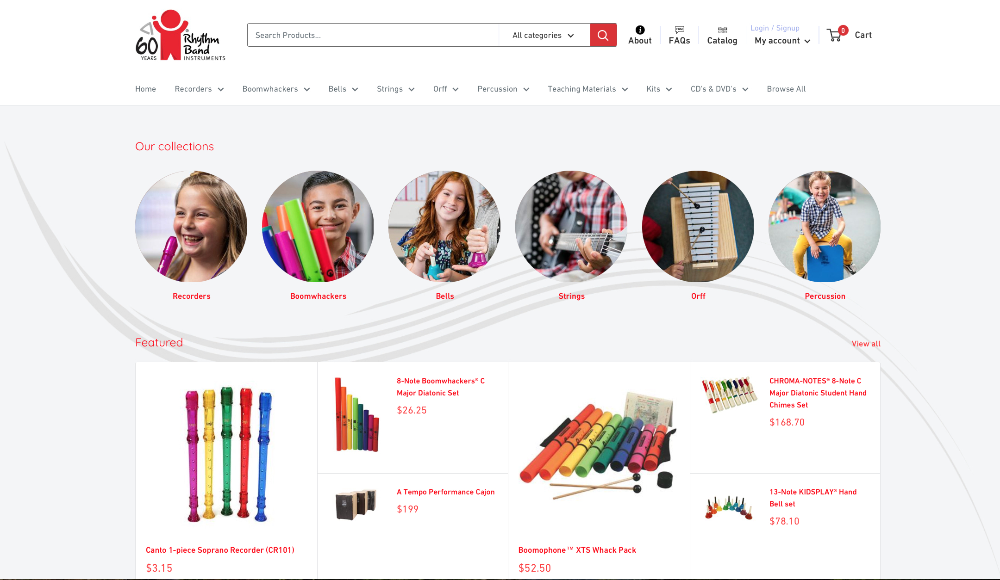 60
YEARS
Rhythm
Band
INSTRUMENTS
®
Search Products...
All categories
About
FAQ
FAQs
CATALOG
Catalog
Login / Signup
My account
0
Cart
Home
Recorders
Boomwhackers
Bells
Strings
Orff
Percussion
Teaching Materials
Kits
CD's & DVD's
Browse All
Our collections
Recorders
Boomwhackers
Bells
Strings
Orff
Percussion
Featured
View all
8-Note Boomwhackers® C
Major Diatonic Set
$26.25
CHROMA-NOTES® 8-Note C
Major Diatonic Student Hand
Chimes Set
$168.70
A Tempo Performance Cajon
$199
13-Note KIDSPLAY® Hand
Bell set
$78.10
Canto 1-piece Soprano Recorder (CR101)
$3.15
Boomophone™ XTS Whack Pack
$52.50